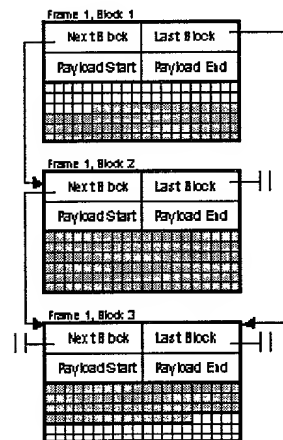 Frame 1, Block 1
Next Block Last Block
Payload Start Payload End
Frame 1, Block 2
Next Block Last Block
Payload Start Payload End
Frame 1, Block 3
Next Block Last Block
Payload Start Payload End